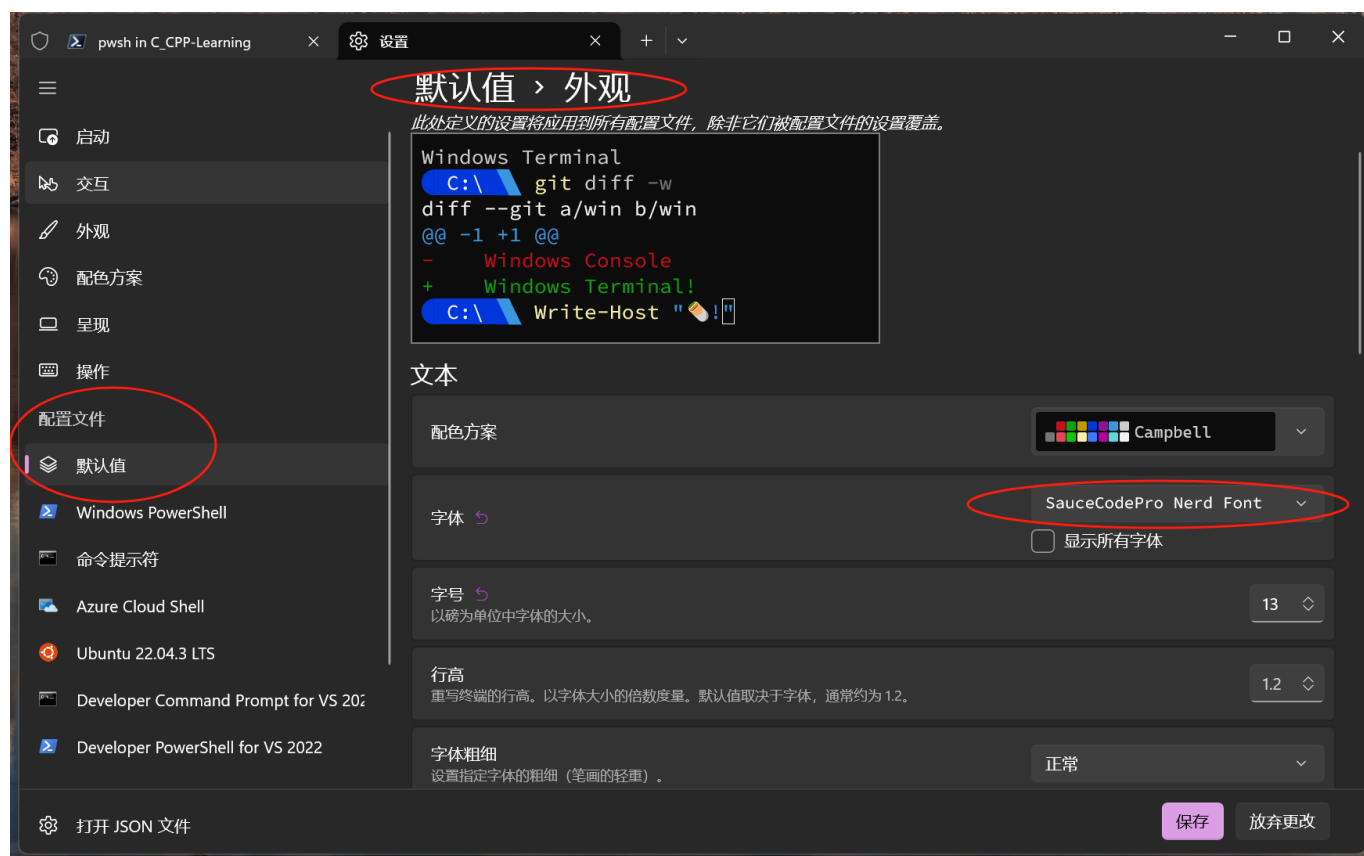 pwsh in C_CPP-Learning
设置
默认值 › 外观
此处定义的设置将应用到所有配置文件，除非它们被配置文件的设置覆盖。
启动
交互
外观
配色方案
呈现
操作
配置文件
默认值
Windows PowerShell
命令提示符
Azure Cloud Shell
Ubuntu 22.04.3 LTS
Developer Command Prompt for VS 202
Developer PowerShell for VS 2022
打开 JSON 文件
Windows Terminal
C:\ git diff -w
diff --git a/win b/win
@@ -1 +1 @@
- Windows Console
+ Windows Terminal!
C:\ Write-Host "🌯!"
文本
配色方案
Campbell
字体
SauceCodePro Nerd Font
显示所有字体
字号
以磅为单位中字体的大小。
13
行高
重写终端的行高。以字体大小的倍数度量。默认值取决于字体，通常约为 1.2。
1.2
字体粗细
设置指定字体的粗细（笔画的轻重）。
正常
保存
放弃更改